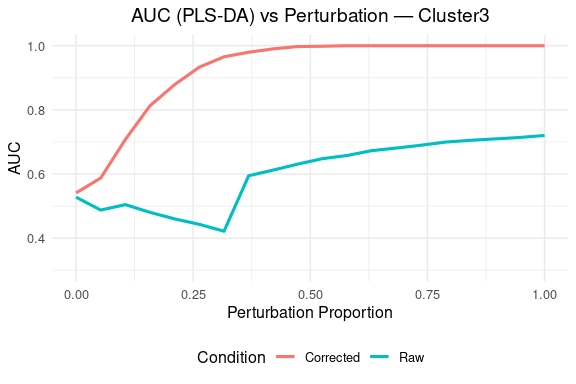 AUC (PLS-DA) vs Perturbation — Cluster3
1.0
0.8
0.6
0.4
AUC
0.00 0.25 0.50 0.75 1.00
Perturbation Proportion
Condition Corrected Raw